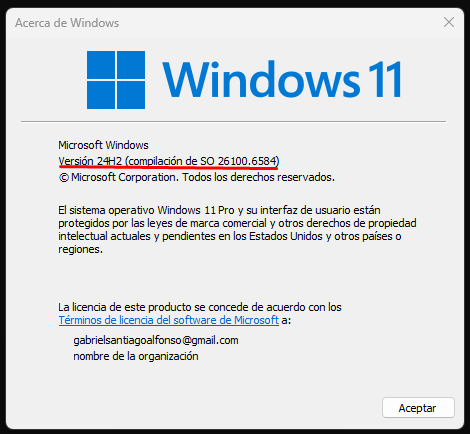 Acerca de Windows
Windows 11
Microsoft Windows
Versión 24H2 (compilación de SO 26100.6584)
© Microsoft Corporation. Todos los derechos reservados.
El sistema operativo Windows 11 Pro y su interfaz de usuario están
protegidos por las leyes de marca comercial y otros derechos de propiedad
intelectual actuales y pendientes en los Estados Unidos y otros países o
regiones.
La licencia de este producto se concede de acuerdo con los
Términos de licencia del software de Microsoft a:
gabrielsantiagoalfonso@gmail.com
nombre de la organización
Aceptar